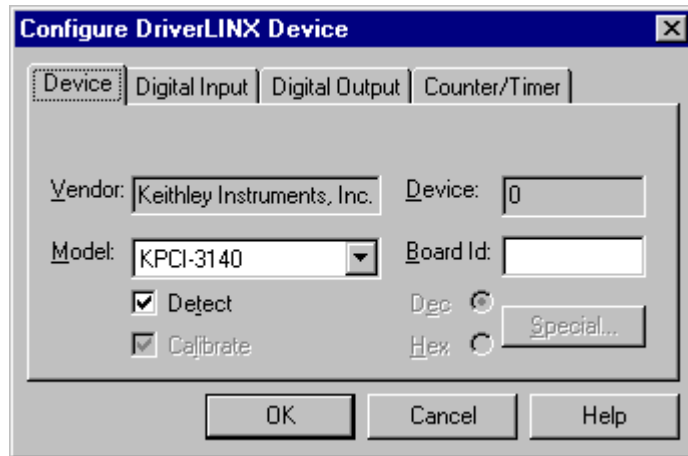 Configure DriverLINX Device
Device Digital Input Digital Output Counter/Timer
Vendor: Keithley Instruments, Inc. Device: 0
Model: KPCI-3140 Board Id:
Detect Dec
Calibrate Hex Special...
OK Cancel Help